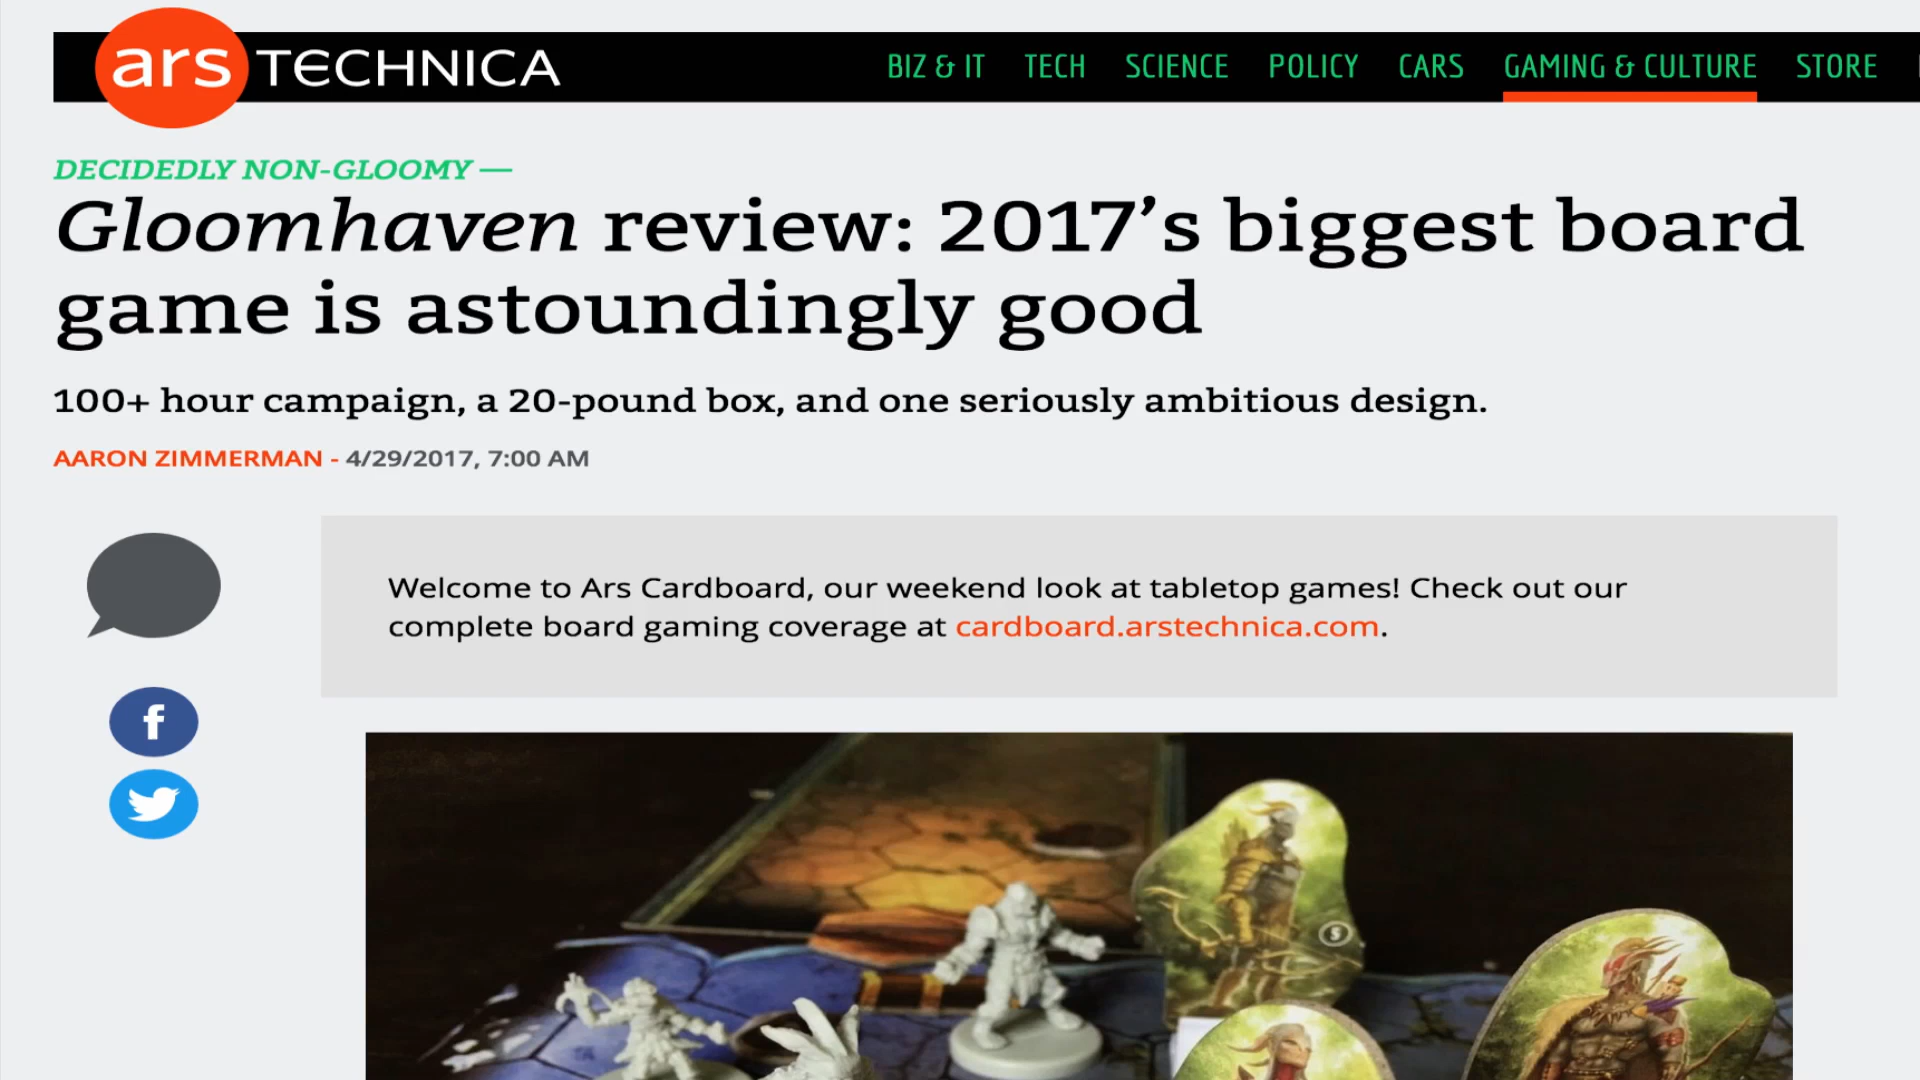 ars TECHNICA
BIZ & IT TECH SCIENCE POLICY CARS GAMING & CULTURE STORE
DECIDEDLY NON-GLOOMY —
Gloomhaven review: 2017’s biggest board
game is astoundingly good
100+ hour campaign, a 20-pound box, and one seriously ambitious design.
AARON ZIMMERMAN - 4/29/2017, 7:00 AM
Welcome to Ars Cardboard, our weekend look at tabletop games! Check out our
complete board gaming coverage at cardboard.arstechnica.com.
f